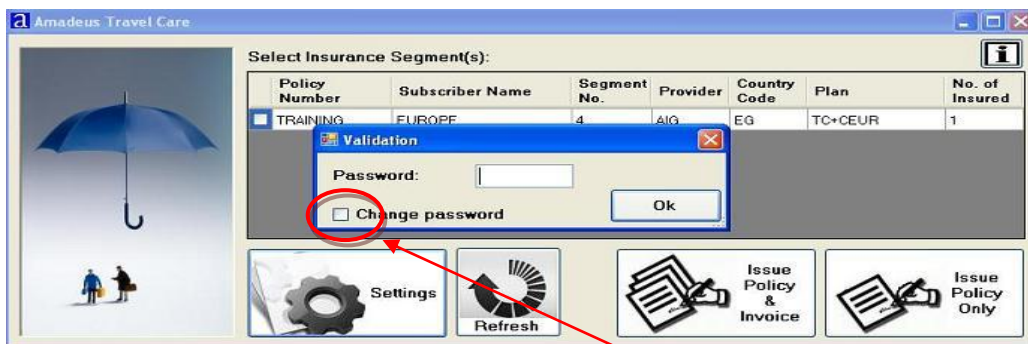 a Amadeus Travel Care
Select Insurance Segment(s):
i
Policy Number Subscriber Name Segment No. Provider Country Code Plan No. of Insured
TRAINING EUROPE 4 AIG EG TC+CEUR 1
Validation
Password:
Change password
Ok
Settings
Refresh
Issue Policy & Invoice
Issue Policy Only